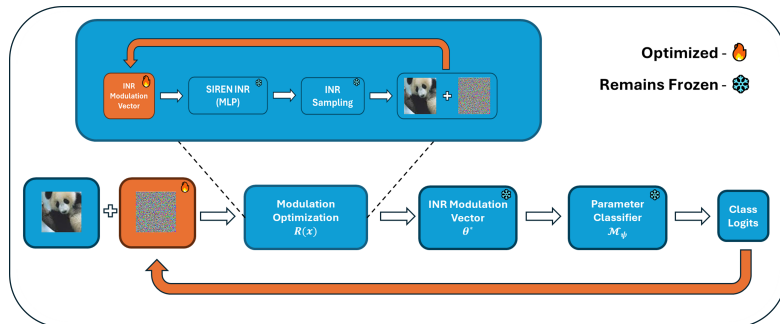 Optimized -
Remains Frozen -
INR
Modulation
Vector
SIREN INR
(MLP)
INR
Sampling
+
+
Modulation
Optimization
R(x)
INR Modulation
Vector
θ*
Parameter
Classifier
ℳ_ψ
Class
Logits